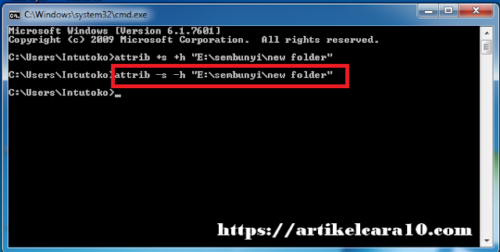 C:\Windows\system32\cmd.exe
Microsoft Windows [Version 6.1.7601]
Copyright (c) 2009 Microsoft Corporation. All rights reserved.
C:\Users\Intutoko>attrib +s +h "E:\sembunyi\new folder"
C:\Users\Intutoko>attrib -s -h "E:\sembunyi\new folder"
C:\Users\Intutoko>_
https://artikelcara10.com